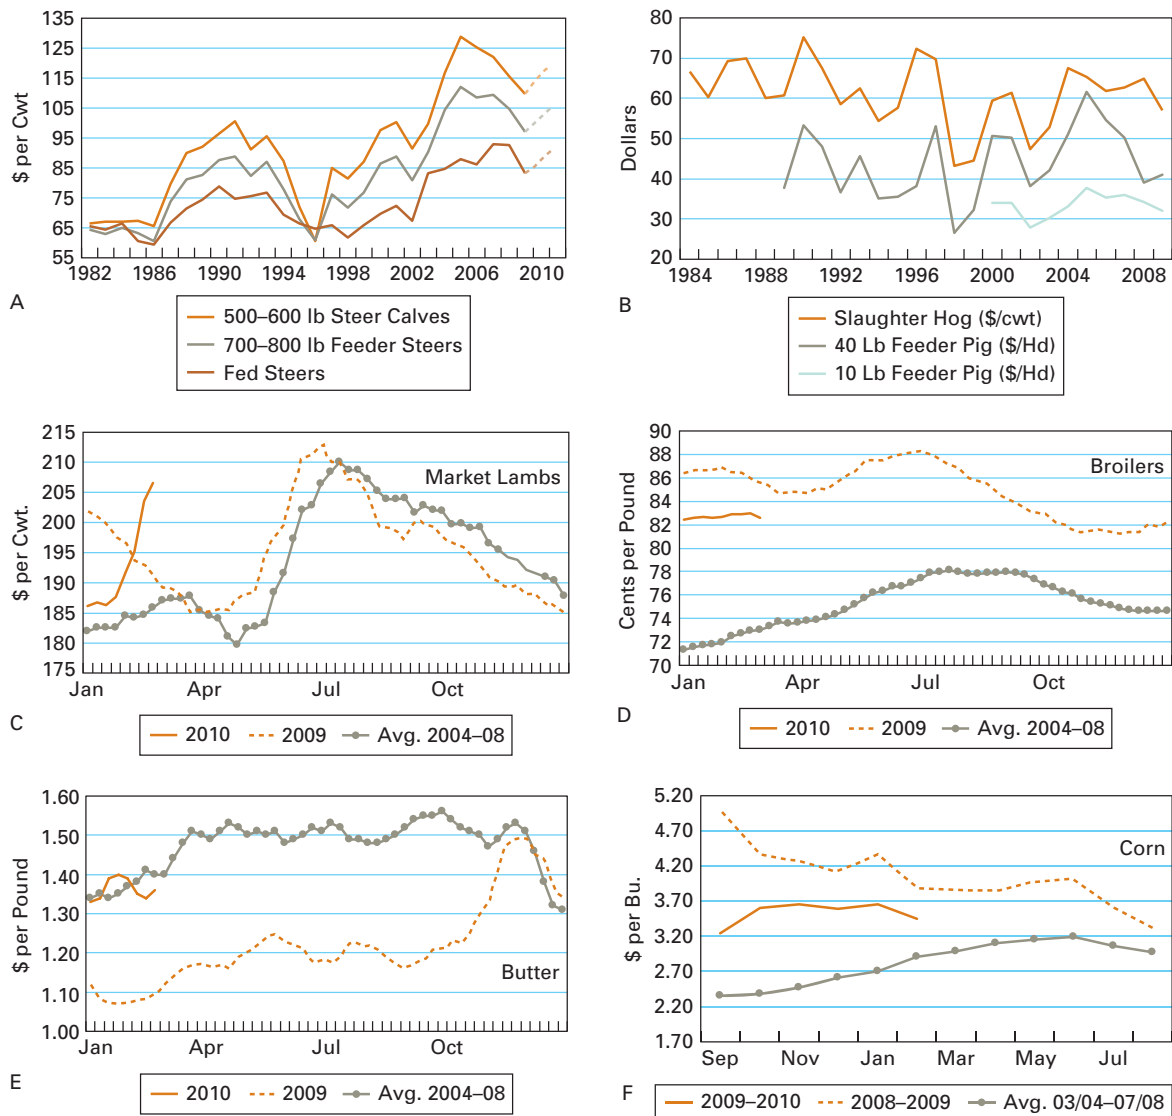 $ per Cwt
135
125
115
105
95
85
75
65
55
1982 1986 1990 1994 1998 2002 2006 2010
A
500–600 lb Steer Calves
700–800 lb Feeder Steers
Fed Steers
Dollars
80
70
60
50
40
30
20
1984 1988 1992 1996 2000 2004 2008
B
Slaughter Hog ($/cwt)
40 Lb Feeder Pig ($/Hd)
10 Lb Feeder Pig ($/Hd)
$ per Cwt.
215
210
205
200
195
190
185
180
175
Market Lambs
Jan Apr Jul Oct
C
2010 2009 Avg. 2004–08
Cents per Pound
90
88
86
84
82
80
78
76
74
72
70
Broilers
Jan Apr Jul Oct
D
2010 2009 Avg. 2004–08
$ per Pound
1.60
1.50
1.40
1.30
1.20
1.10
1.00
Butter
Jan Apr Jul Oct
E
2010 2009 Avg. 2004–08
$ per Bu.
5.20
4.70
4.20
3.70
3.20
2.70
2.20
1.70
Corn
Sep Nov Jan Mar May Jul
F
2009–2010 2008–2009 Avg. 03/04–07/08